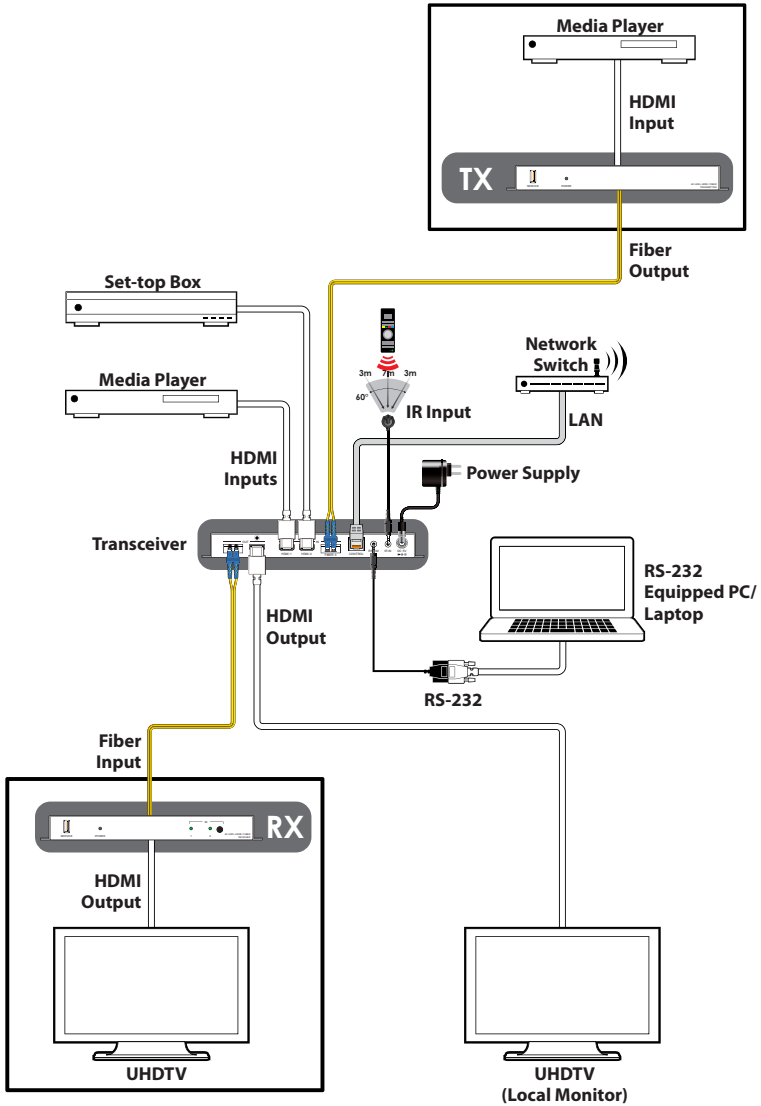 Media Player
HDMI
Input
TX
Fiber
Output
Set-top Box
3m
7m
3m
60°
IR Input
Network
Switch
LAN
Media Player
HDMI
Inputs
Power Supply
Transceiver
HDMI
Output
RS-232
Equipped PC/
Laptop
RS-232
Fiber
Input
RX
HDMI
Output
UHDTV
UHDTV
(Local Monitor)